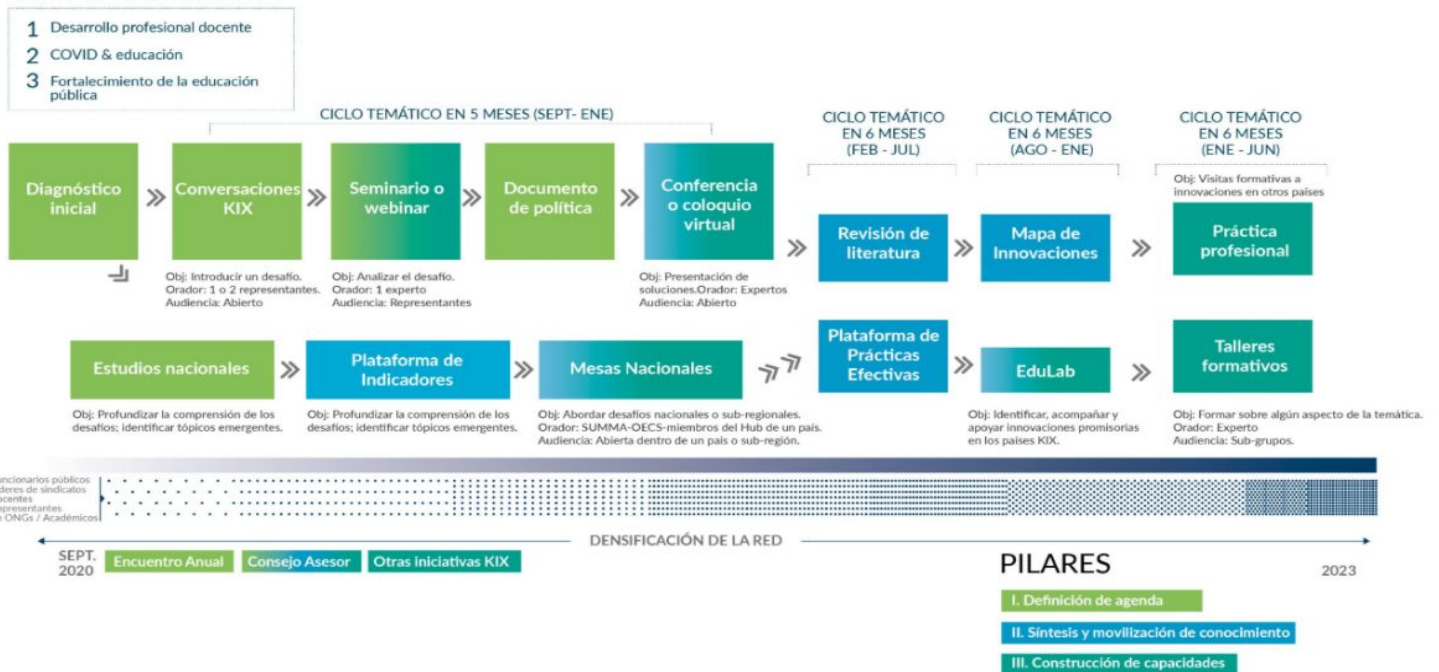 1 Desarrollo profesional docente
2 COVID & educación
3 Fortalecimiento de la educación
pública
CICLO TEMÁTICO EN 5 MESES (SEPT- ENE)
CICLO TEMÁTICO
EN 6 MESES
(FEB - JUL)
CICLO TEMÁTICO
EN 6 MESES
(AGO - ENE)
CICLO TEMÁTICO
EN 6 MESES
(ENE - JUN)
Diagnóstico
inicial
Conversaciones
KIX
Obj: Introducir un desafío.
Orador: 1 o 2 representantes.
Audiencia: Abierto
Seminario o
webinar
Obj: Analizar el desafío.
Orador: 1 experto
Audiencia: Representantes
Documento
de política
Conferencia
o coloquio
virtual
Obj: Presentación de
soluciones.Orador: Expertos
Audiencia: Abierto
Revisión de
literatura
Mapa de
Innovaciones
Obj: Visitas formativas a
innovaciones en otros países
Práctica
profesional
Estudios nacionales
Obj: Profundizar la comprensión de los
desafíos; identificar tópicos emergentes.
Plataforma de
Indicadores
Obj: Profundizar la comprensión de los
desafíos; identificar tópicos emergentes.
Mesas Nacionales
Obj: Abordar desafíos nacionales o sub-regionales.
Orador: SUMMA-OECS-miembros del Hub de un país.
Audiencia: Abierta dentro de un país o sub-región.
Plataforma de
Prácticas
Efectivas
EduLab
Obj: Identificar, acompañar y
apoyar innovaciones promisorias
en los países KIX.
Talleres
formativos
Obj: Formar sobre algún aspecto de la temática.
Orador: Experto
Audiencia: Sub-grupos.
uncionarios públicos
deres de sindicatos
ocentes
epresentantes
e ONGs / Académicos
DENSIFICACIÓN DE LA RED
SEPT.
2020
Encuentro Anual
Consejo Asesor
Otras iniciativas KIX
2023
PILARES
I. Definición de agenda
II. Síntesis y movilización de conocimiento
III. Construcción de capacidades